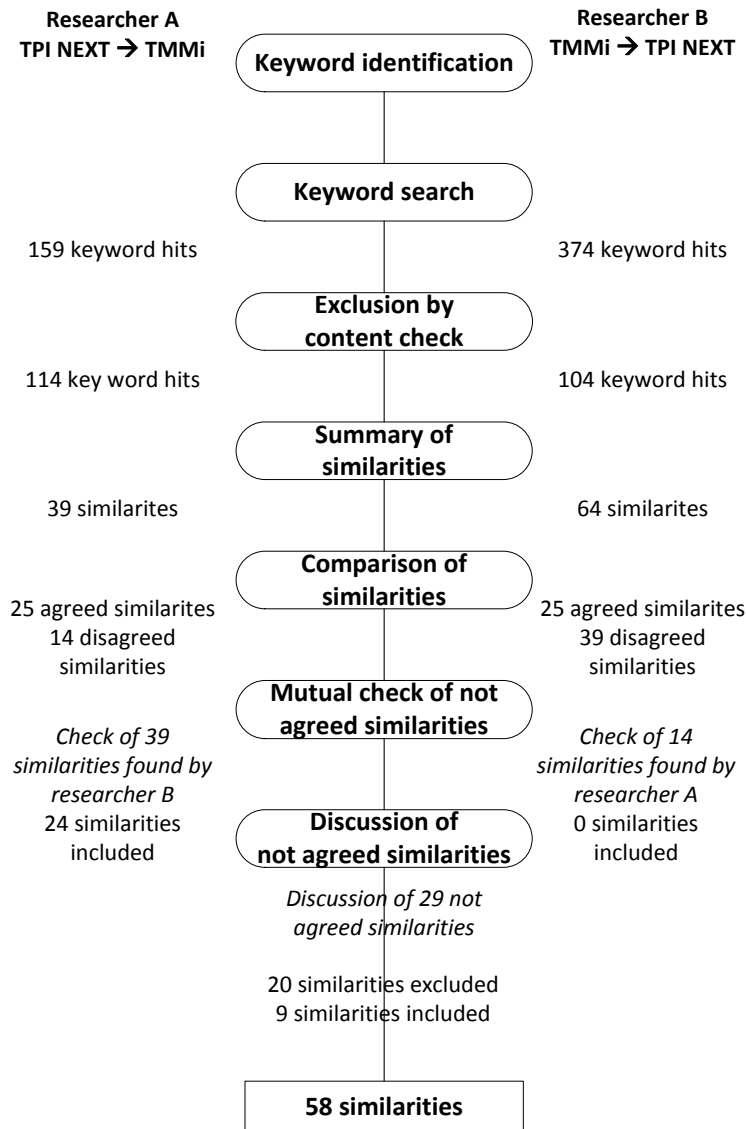 Researcher A
TPI NEXT → TMMi
Researcher B
TMMi → TPI NEXT
Keyword identification
Keyword search
159 keyword hits
374 keyword hits
Exclusion by
content check
114 key word hits
104 keyword hits
Summary of
similarities
39 similarites
64 similarites
Comparison of
similarities
25 agreed similarites
14 disagreed
similarities
25 agreed similarites
39 disagreed
similarities
Mutual check of not
agreed similarities
Check of 39
similarities found by
researcher B
24 similarities
included
Check of 14
similarities found by
researcher A
0 similarities
included
Discussion of
not agreed similarities
Discussion of 29 not
agreed similarities
20 similarities excluded
9 similarities included
58 similarities